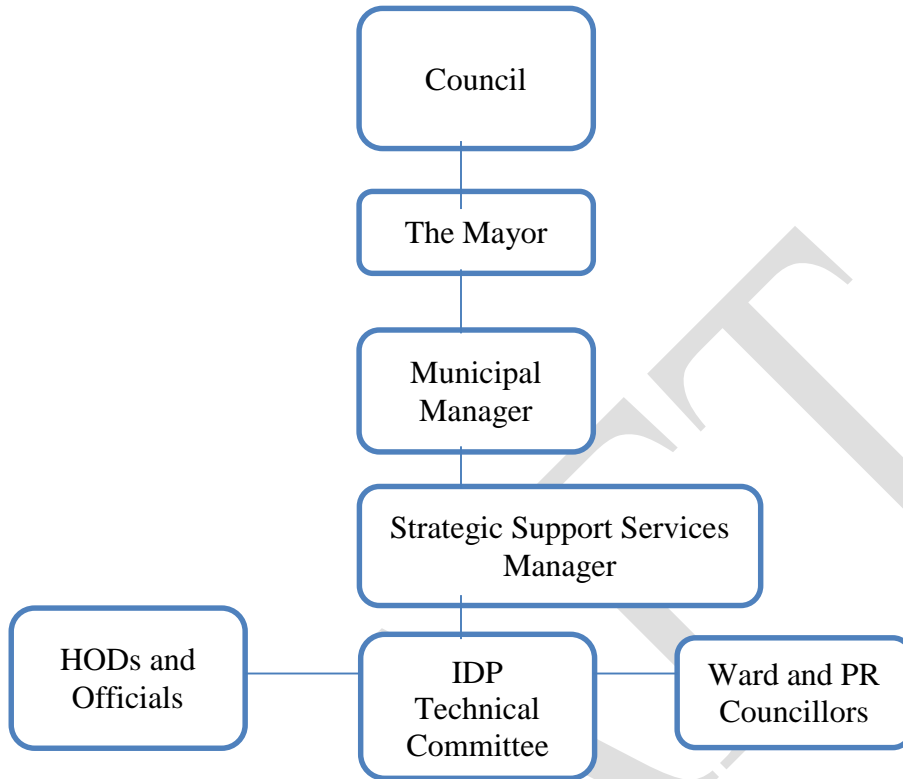 Council
The Mayor
Municipal
Manager
Strategic Support Services
Manager
HODs and
Officials
IDP
Technical
Committee
Ward and PR
Councillors